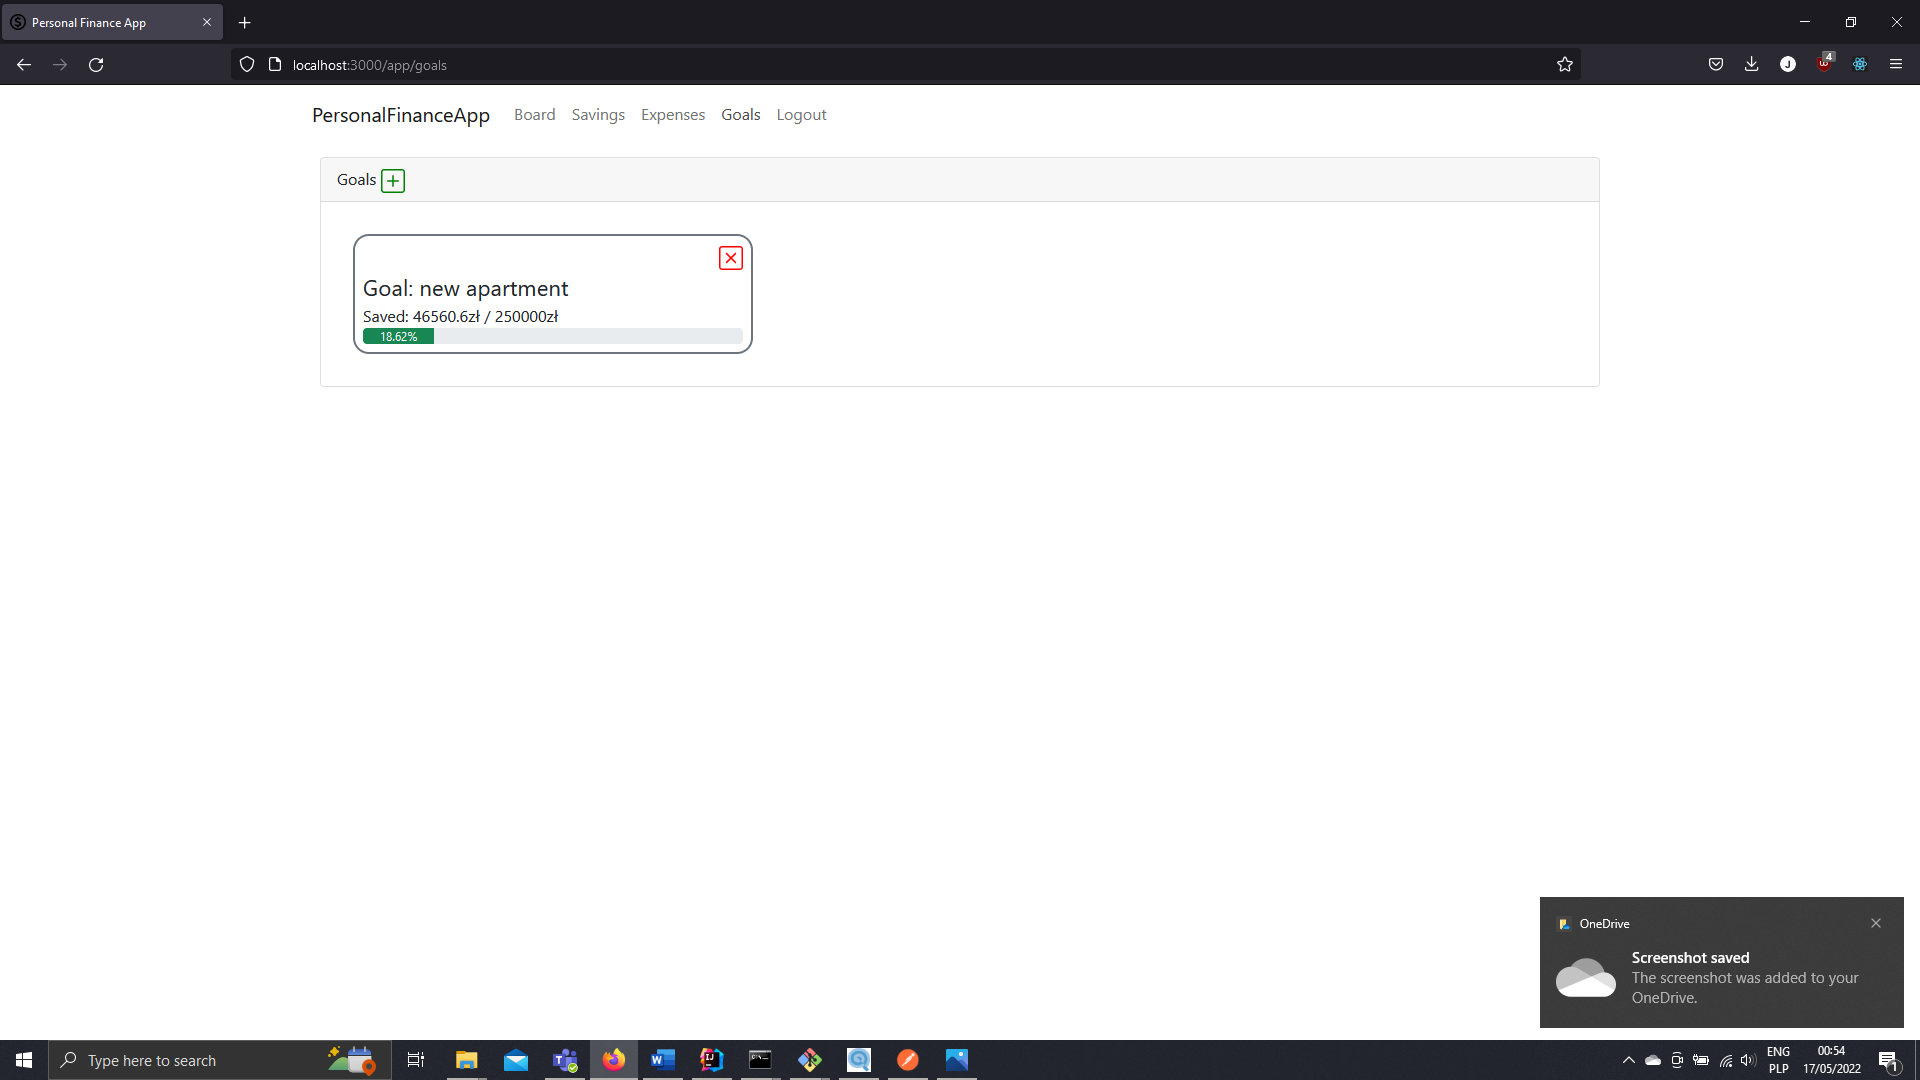 Personal Finance App
localhost:3000/app/goals
4
PersonalFinanceApp Board Savings Expenses Goals Logout
Goals
Goal: new apartment
Saved: 46560.6zł / 250000zł
18.62%
OneDrive
Screenshot saved
The screenshot was added to your
OneDrive.
Type here to search
ENG
PLP
00:54
17/05/2022
1